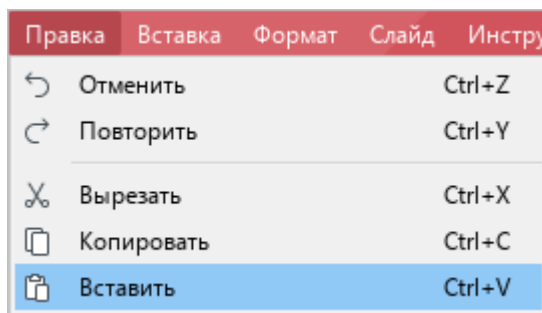 Правка Вставка Формат Слайд Инстру
Отменить Ctrl+Z
Повторить Ctrl+Y
Вырезать Ctrl+X
Копировать Ctrl+C
Вставить Ctrl+V